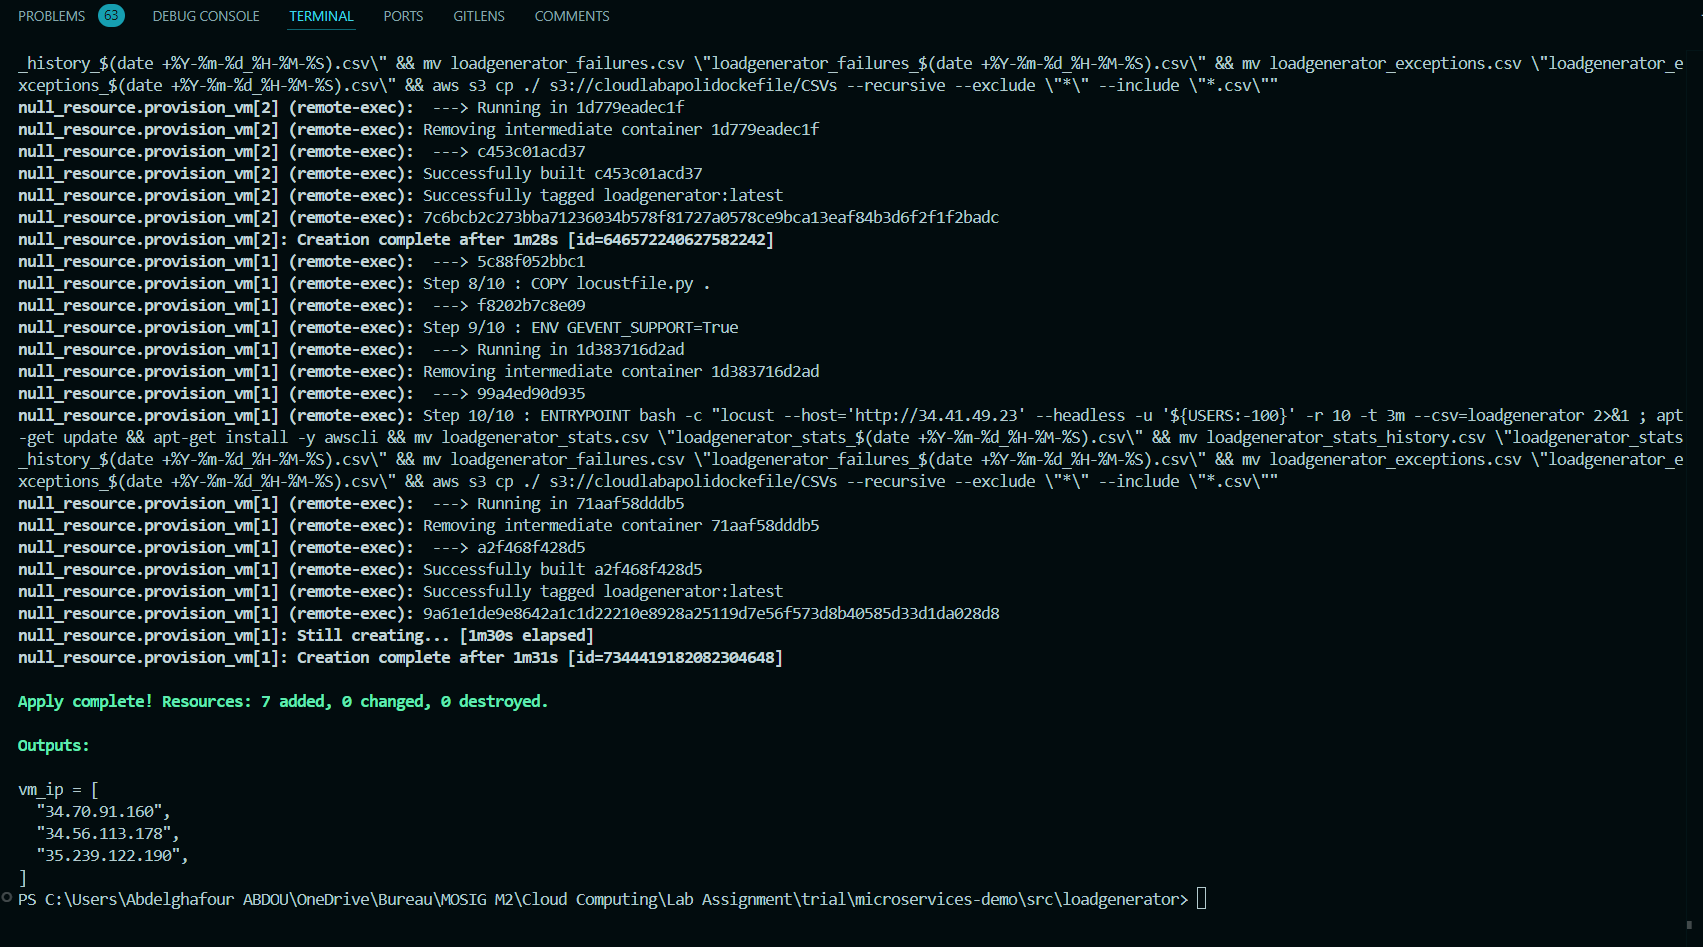 PROBLEMS 63 DEBUG CONSOLE TERMINAL PORTS GITLENS COMMENTS
_history_$(date +%Y-%m-%d_%H-%M-%S).csv\" && mv loadgenerator_failures.csv \"loadgenerator_failures_$(date +%Y-%m-%d_%H-%M-%S).csv\" && mv loadgenerator_exceptions.csv \"loadgenerator_e
xceptions_$(date +%Y-%m-%d_%H-%M-%S).csv\" && aws s3 cp ./ s3://cloudlabapolidockefile/CSVs --recursive --exclude \"*\" --include \"*.csv\""
null_resource.provision_vm[2] (remote-exec):  ---> Running in 1d779eadec1f
null_resource.provision_vm[2] (remote-exec): Removing intermediate container 1d779eadec1f
null_resource.provision_vm[2] (remote-exec):  ---> c453c01acd37
null_resource.provision_vm[2] (remote-exec): Successfully built c453c01acd37
null_resource.provision_vm[2] (remote-exec): Successfully tagged loadgenerator:latest
null_resource.provision_vm[2] (remote-exec): 7c6bcb2c273bba71236034b578f81727a0578ce9bca13eaf84b3d6f2f1f2badc
null_resource.provision_vm[2]: Creation complete after 1m28s [id=646572240627582242]
null_resource.provision_vm[1] (remote-exec):  ---> 5c88f052bbc1
null_resource.provision_vm[1] (remote-exec): Step 8/10 : COPY locustfile.py .
null_resource.provision_vm[1] (remote-exec):  ---> f8202b7c8e09
null_resource.provision_vm[1] (remote-exec): Step 9/10 : ENV GEVENT_SUPPORT=True
null_resource.provision_vm[1] (remote-exec):  ---> Running in 1d383716d2ad
null_resource.provision_vm[1] (remote-exec): Removing intermediate container 1d383716d2ad
null_resource.provision_vm[1] (remote-exec):  ---> 99a4ed90d935
null_resource.provision_vm[1] (remote-exec): Step 10/10 : ENTRYPOINT bash -c "locust --host='http://34.41.49.23' --headless -u '${USERS:-100}' -r 10 -t 3m --csv=loadgenerator 2>&1 ; apt
-get update && apt-get install -y awscli && mv loadgenerator_stats.csv \"loadgenerator_stats_$(date +%Y-%m-%d_%H-%M-%S).csv\" && mv loadgenerator_stats_history.csv \"loadgenerator_stats
_history_$(date +%Y-%m-%d_%H-%M-%S).csv\" && mv loadgenerator_failures.csv \"loadgenerator_failures_$(date +%Y-%m-%d_%H-%M-%S).csv\" && mv loadgenerator_exceptions.csv \"loadgenerator_e
xceptions_$(date +%Y-%m-%d_%H-%M-%S).csv\" && aws s3 cp ./ s3://cloudlabapolidockefile/CSVs --recursive --exclude \"*\" --include \"*.csv\""
null_resource.provision_vm[1] (remote-exec):  ---> Running in 71aaf58dddb5
null_resource.provision_vm[1] (remote-exec): Removing intermediate container 71aaf58dddb5
null_resource.provision_vm[1] (remote-exec):  ---> a2f468f428d5
null_resource.provision_vm[1] (remote-exec): Successfully built a2f468f428d5
null_resource.provision_vm[1] (remote-exec): Successfully tagged loadgenerator:latest
null_resource.provision_vm[1] (remote-exec): 9a61e1de9e8642a1c1d22210e8928a25119d7e56f573d8b40585d33d1da028d8
null_resource.provision_vm[1]: Still creating... [1m30s elapsed]
null_resource.provision_vm[1]: Creation complete after 1m31s [id=7344419182082304648]
Apply complete! Resources: 7 added, 0 changed, 0 destroyed.
Outputs:
vm_ip = [
  "34.70.91.160",
  "34.56.113.178",
  "35.239.122.190",
]
PS C:\Users\Abdelghafour ABDOU\OneDrive\Bureau\MOSIG M2\Cloud Computing\Lab Assignment\trial\microservices-demo\src\loadgenerator>